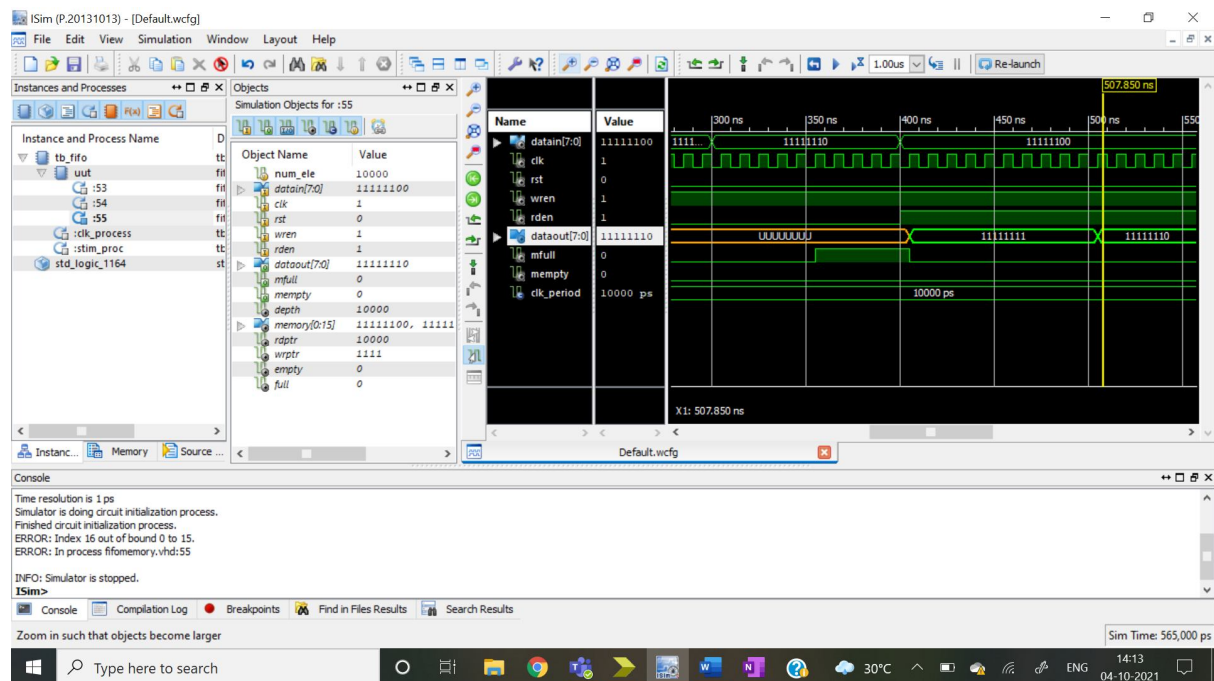 ISim (P.20131013) - [Default.wcfg]
File Edit View Simulation Window Layout Help
1.00us Re-launch
Instances and Processes
Instance and Process Name D
tb_fifo tb
uut fif
:53 fif
:54 fif
:55 fif
:clk_process tb
:stim_proc tb
std_logic_1164 st
Instanc... Memory Source ...
Objects
Simulation Objects for :55
Object Name Value
num_ele 10000
datain[7:0] 11111100
clk 1
rst 0
wren 1
rden 1
dataout[7:0] 11111110
mfull 0
mempty 0
depth 10000
memory[0:15] 11111100, 11111
rdptr 10000
wrptr 1111
empty 0
full 0
507.850 ns
Name Value
300 ns 350 ns 400 ns 450 ns 500 ns 550
datain[7:0] 11111100 1111... 11111110 11111100
clk 1
rst 0
wren 1
rden 1
dataout[7:0] 11111110 UUUUUUUU 11111111 11111110
mfull 0
mempty 0
clk_period 10000 ps 10000 ps
X1: 507.850 ns
Default.wcfg
Console
Time resolution is 1 ps
Simulator is doing circuit initialization process.
Finished circuit initialization process.
ERROR: Index 16 out of bound 0 to 15.
ERROR: In process fifomemory.vhd:55
INFO: Simulator is stopped.
ISim>
Console Compilation Log Breakpoints Find in Files Results Search Results
Zoom in such that objects become larger Sim Time: 565,000 ps
Type here to search 30°C ENG 14:13
04-10-2021